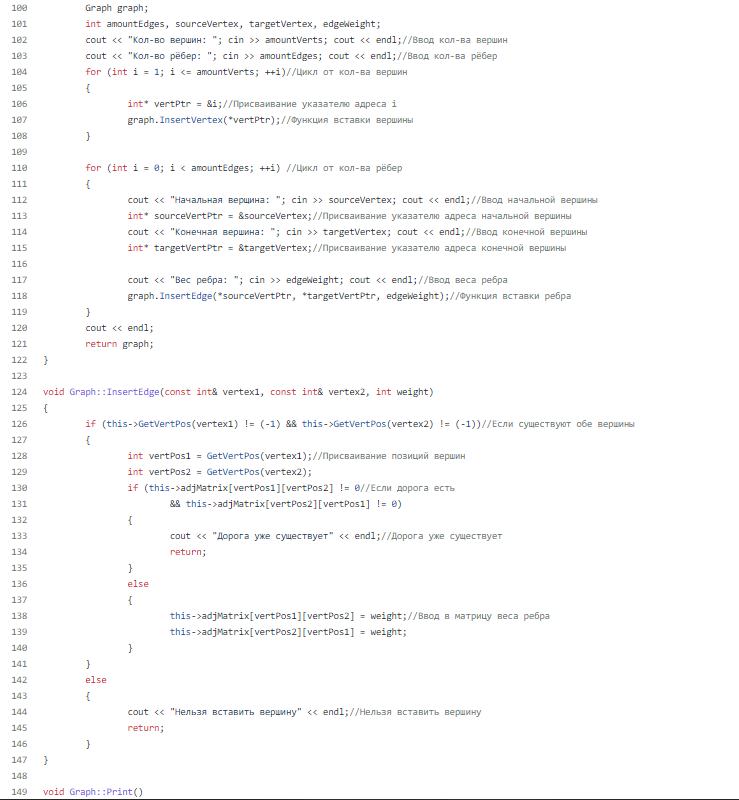 100 Graph graph;
101 int amountEdges, sourceVertex, targetVertex, edgeWeight;
102 cout << "Кол-во вершин: "; cin >> amountVerts; cout << endl;//Ввод кол-ва вершин
103 cout << "Кол-во рёбер: "; cin >> amountEdges; cout << endl;//Ввод кол-ва рёбер
104 for (int i = 1; i <= amountVerts; ++i)//Цикл от кол-ва вершин
105 {
106 int* vertPtr = &i;//Присваивание указателю адреса i
107 graph.InsertVertex(*vertPtr);//Функция вставки вершины
108 }
109
110 for (int i = 0; i < amountEdges; ++i) //Цикл от кол-ва рёбер
111 {
112 cout << "Начальная верщина: "; cin >> sourceVertex; cout << endl;//Ввод начальной вершины
113 int* sourceVertPtr = &sourceVertex;//Присваивание указателю адреса начальной вершины
114 cout << "Конечная вершина: "; cin >> targetVertex; cout << endl;//Ввод конечной вершины
115 int* targetVertPtr = &targetVertex;//Присваивание указателю адреса конечной вершины
116
117 cout << "Вес ребра: "; cin >> edgeWeight; cout << endl;//Ввод веса ребра
118 graph.InsertEdge(*sourceVertPtr, *targetVertPtr, edgeWeight);//Функция вставки ребра
119 }
120 cout << endl;
121 return graph;
122 }
123
124 void Graph::InsertEdge(const int& vertex1, const int& vertex2, int weight)
125 {
126 if (this->GetVertPos(vertex1) != (-1) && this->GetVertPos(vertex2) != (-1))//Если существуют обе вершины
127 {
128 int vertPos1 = GetVertPos(vertex1);//Присваивание позиций вершин
129 int vertPos2 = GetVertPos(vertex2);
130 if (this->adjMatrix[vertPos1][vertPos2] != 0//Если дорога есть
131 && this->adjMatrix[vertPos2][vertPos1] != 0)
132 {
133 cout << "Дорога уже существует" << endl;//Дорога уже существует
134 return;
135 }
136 else
137 {
138 this->adjMatrix[vertPos1][vertPos2] = weight;//Ввод в матрицу веса ребра
139 this->adjMatrix[vertPos2][vertPos1] = weight;
140 }
141 }
142 else
143 {
144 cout << "Нельзя вставить вершину" << endl;//Нельзя вставить вершину
145 return;
146 }
147 }
148
149 void Graph::Print()